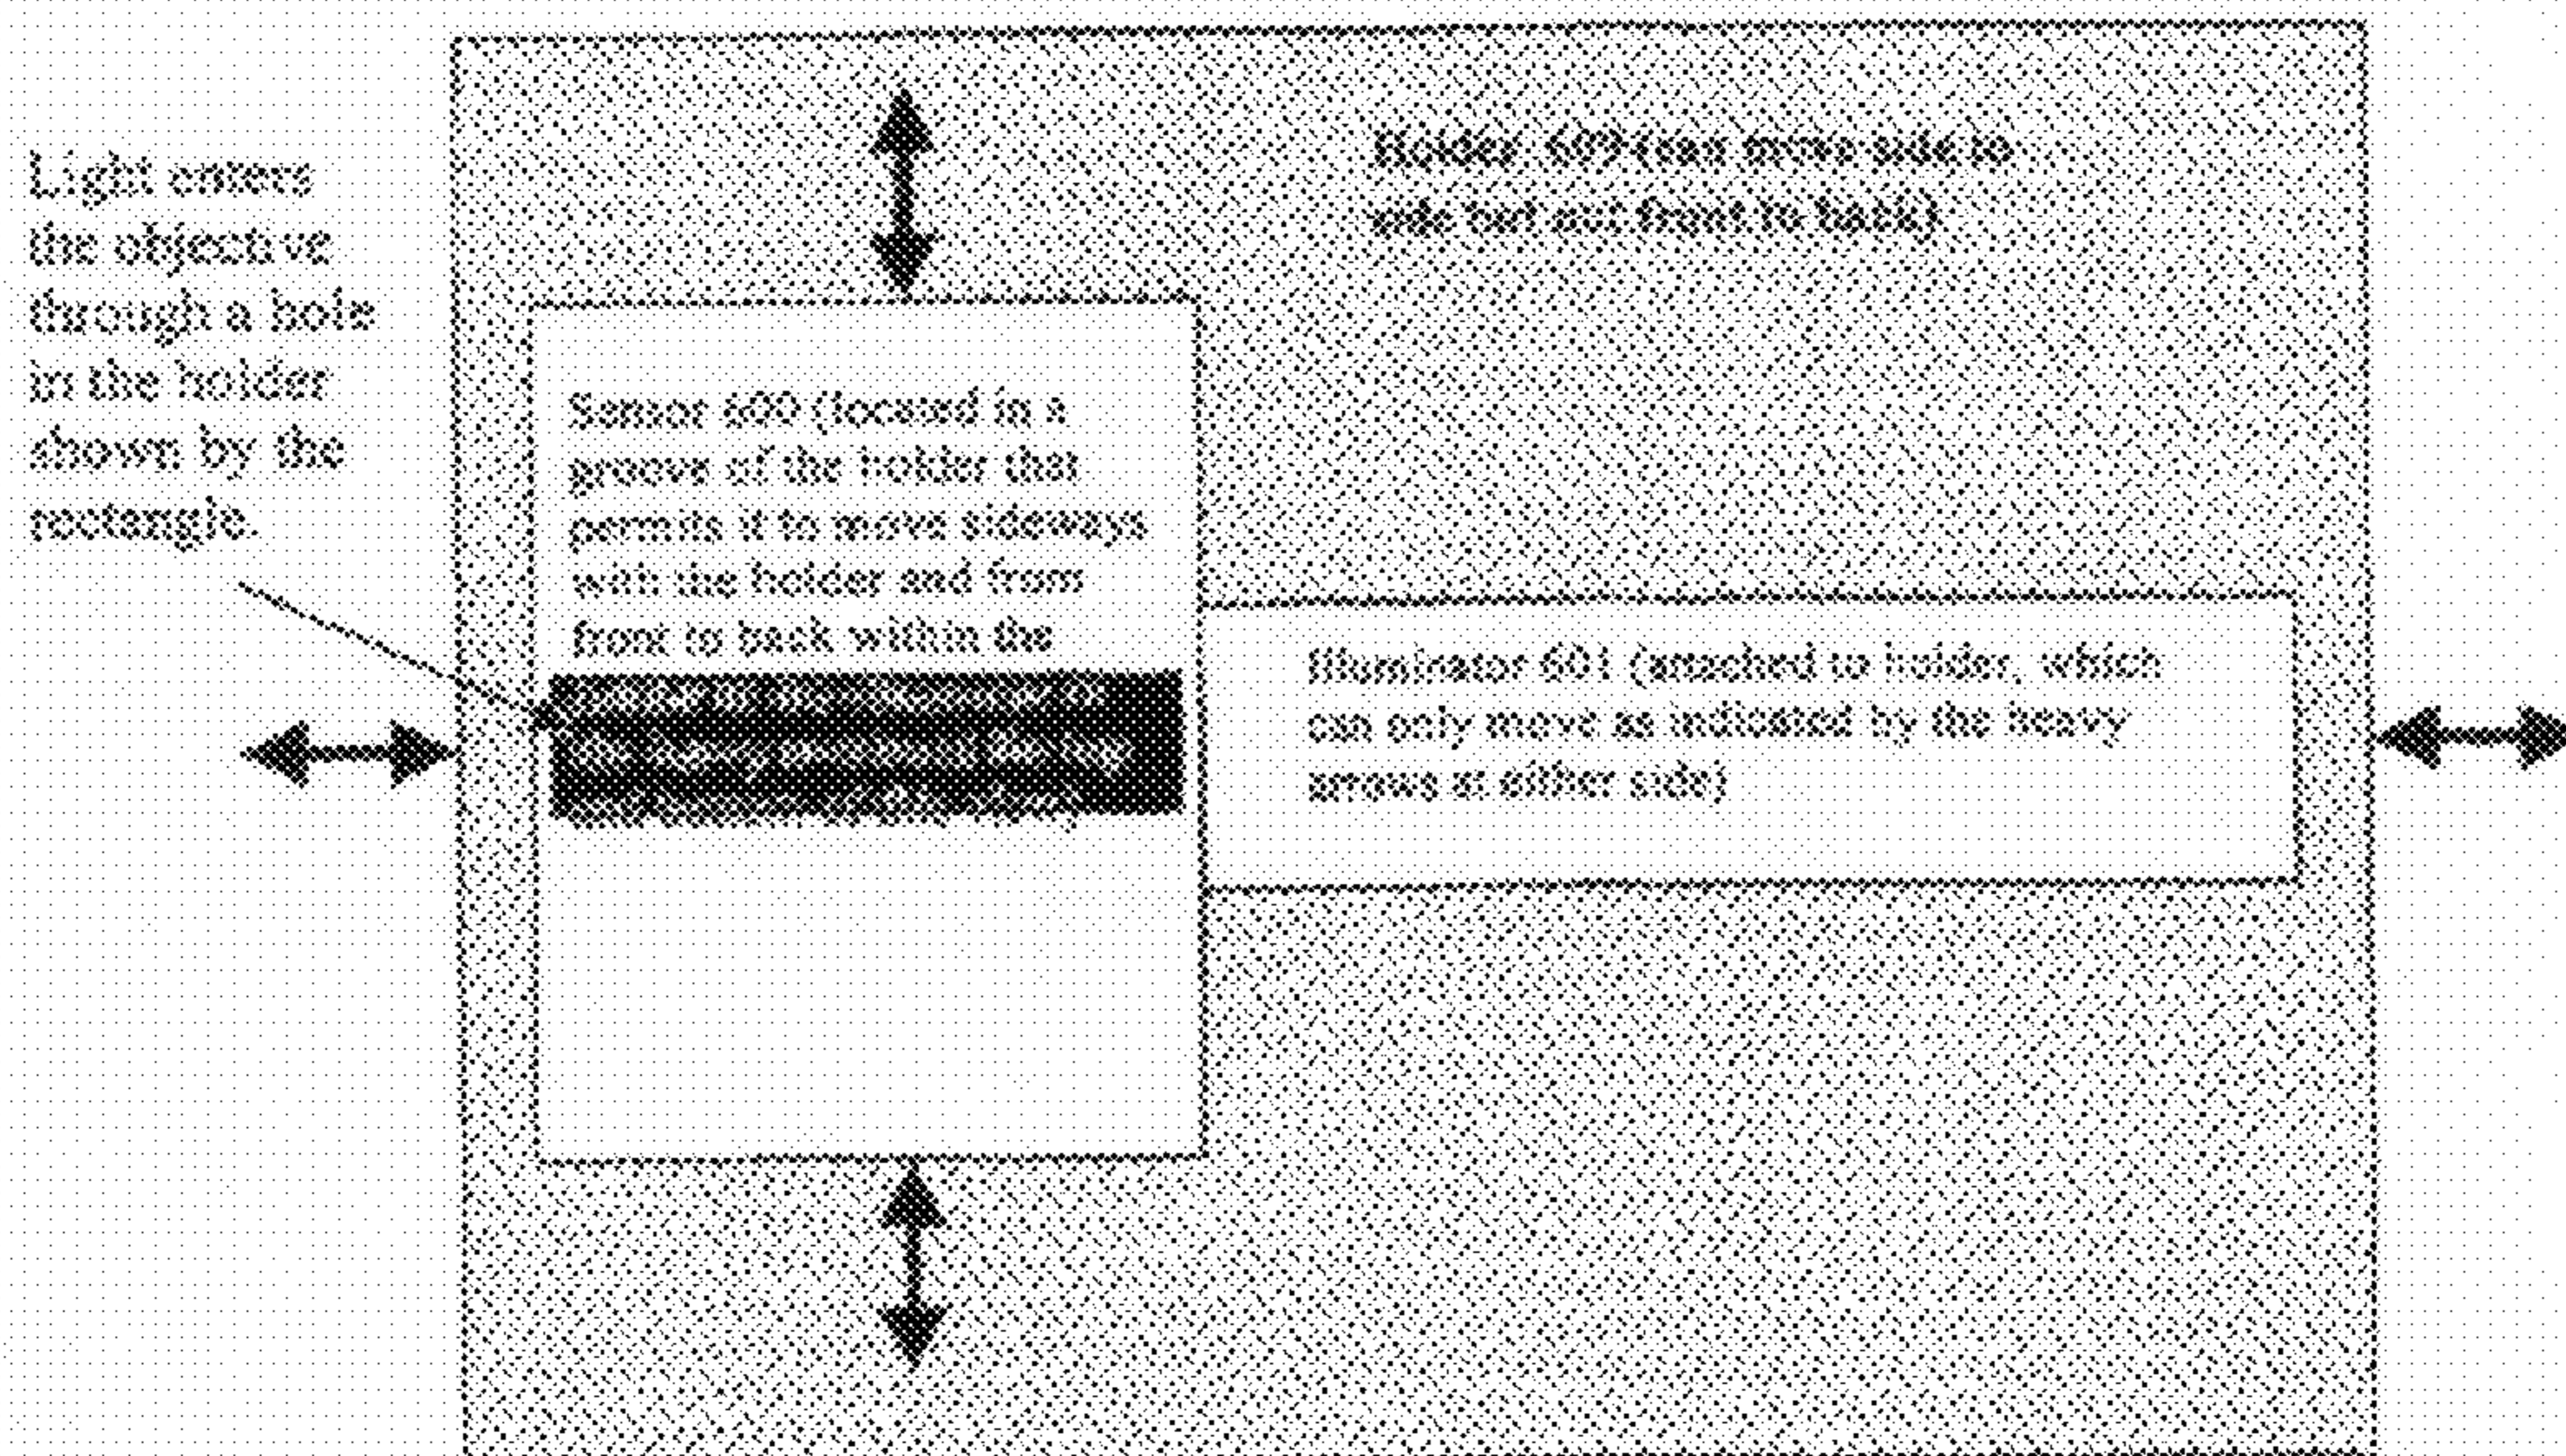 Light enters
the objective
through a hole
in the holder
shown by the
rectangle.
Holder 609 (can move side to
side but not front to back)
Sensor 600 (located in a
groove of the holder that
permits it to move sideways
with the holder and from
front to back within the
Illuminator 601 (attached to holder, which
can only move as indicated by the heavy
arrows at either side)